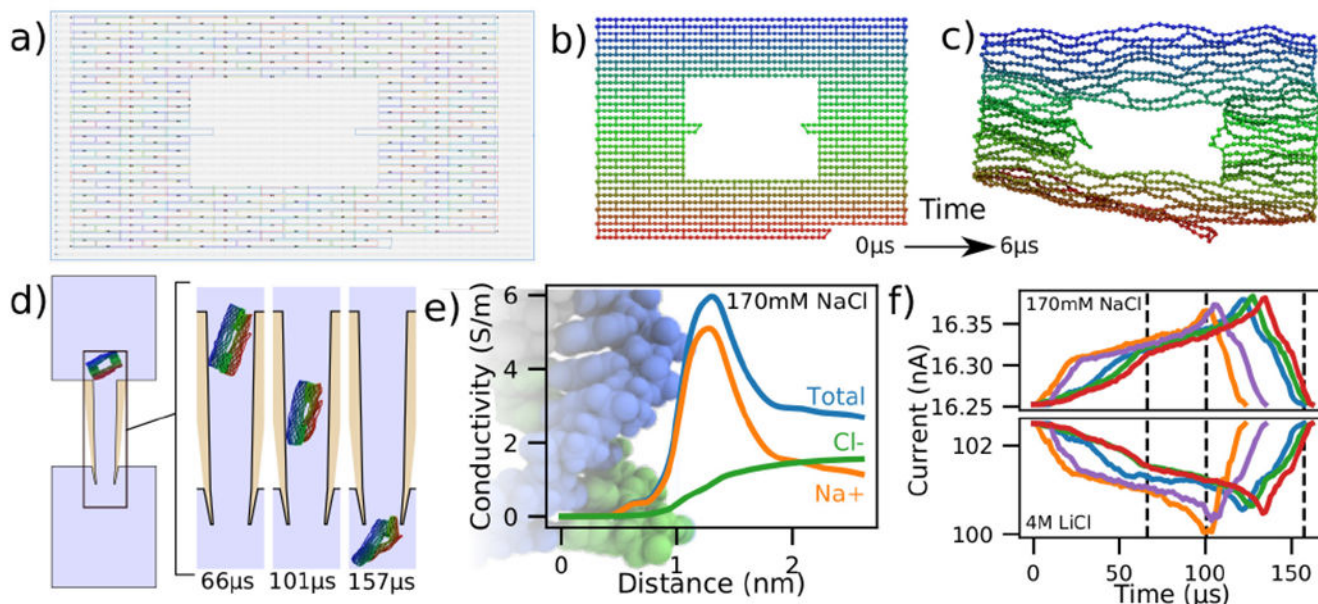 a)
b)
c)
Time
0μs
6μs
d)
66μs 101μs 157μs
e)
Conductivity (S/m)
6
4
2
0
170mM NaCl
Total
Cl-
Na+
0 1 2
Distance (nm)
f)
Current (nA)
170mM NaCl
16.35
16.30
16.25
102
100
4M LiCl
0 50 100 150
Time (μs)